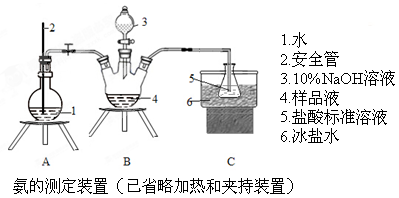 2
3
4
1
5
6
A
B
C
1.水
2.安全管
3.10%NaOH溶液
4.样品液
5.盐酸标准溶液
6.冰盐水
氨的测定装置（已省略加热和夹持装置）